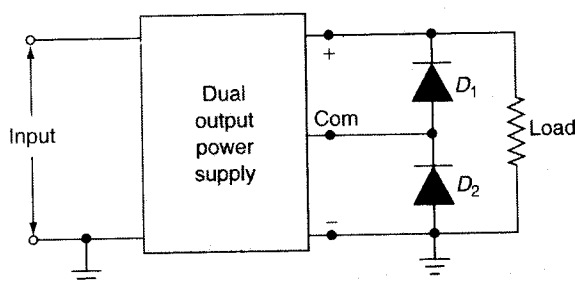 Input
Dual
output
power
supply
+
Com
−
D₁
D₂
Load